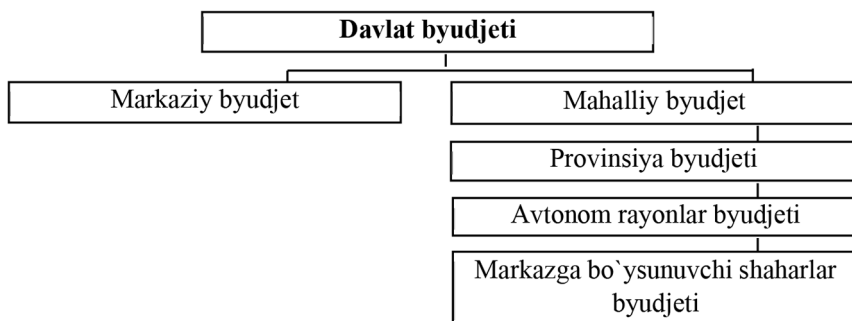 Davlat byudjeti
Markaziy byudjet
Mahalliy byudjet
Provinsiya byudjeti
Avtonom rayonlar byudjeti
Markazga bo`ysunuvchi shaharlar
byudjeti